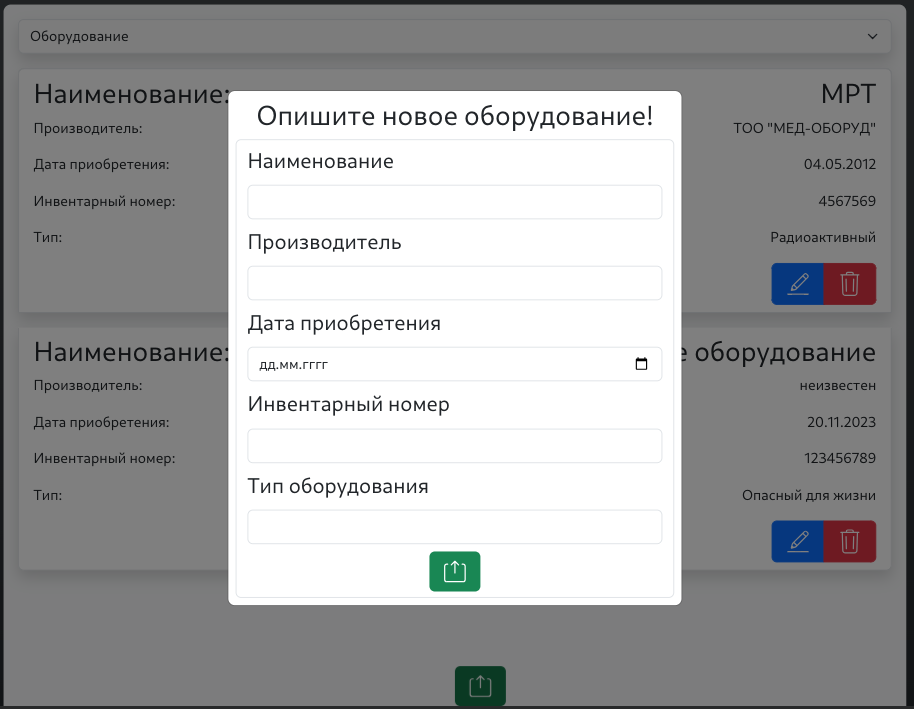 Оборудование
Наименование:
МРТ
Производитель:
ТОО "МЕД-ОБОРУД"
Дата приобретения:
04.05.2012
Инвентарный номер:
4567569
Тип:
Радиоактивный
Опишите новое оборудование!
Наименование
Производитель
Дата приобретения
дд.мм.гггг
Инвентарный номер
Тип оборудования
Наименование:
оборудование
Производитель:
неизвестен
Дата приобретения:
20.11.2023
Инвентарный номер:
123456789
Тип:
Опасный для жизни